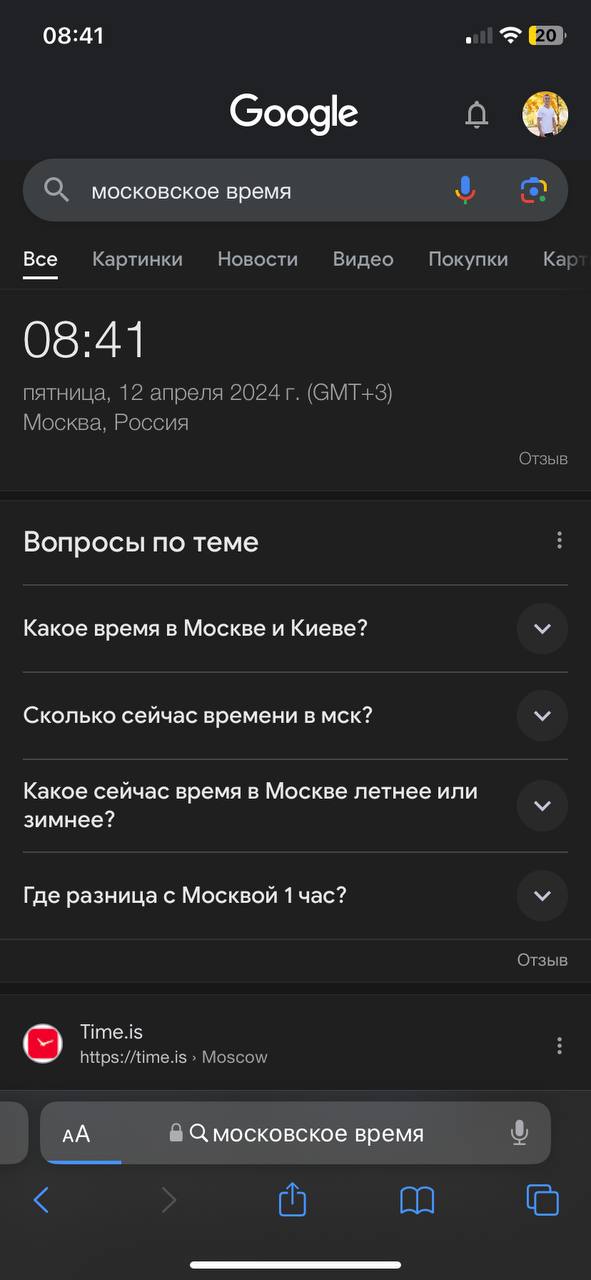 08:41
20
Google
московское время
Все Картинки Новости Видео Покупки Карт
08:41
пятница, 12 апреля 2024 г. (GMT+3)
Москва, Россия
Отзыв
Вопросы по теме
Какое время в Москве и Киеве?
Сколько сейчас времени в мск?
Какое сейчас время в Москве летнее или
зимнее?
Где разница с Москвой 1 час?
Отзыв
Time.is
https://time.is › Moscow
AA московское время